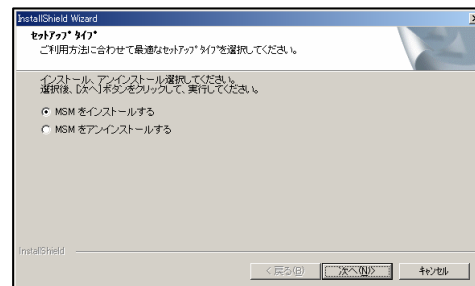 InstallShield Wizard
ｾｯﾄｱｯﾌﾟ ﾀｲﾌﾟ
ご利用方法に合わせて最適なｾｯﾄｱｯﾌﾟ ﾀｲﾌﾟを選択してください。
インストール、アンインストール選択してください。
選択後、［次へ］ボタンをクリックして、実行してください。
MSM をインストールする
MSM をアンインストールする
InstallShield
< 戻る(B) 次へ(N)> ｷｬﾝｾﾙ